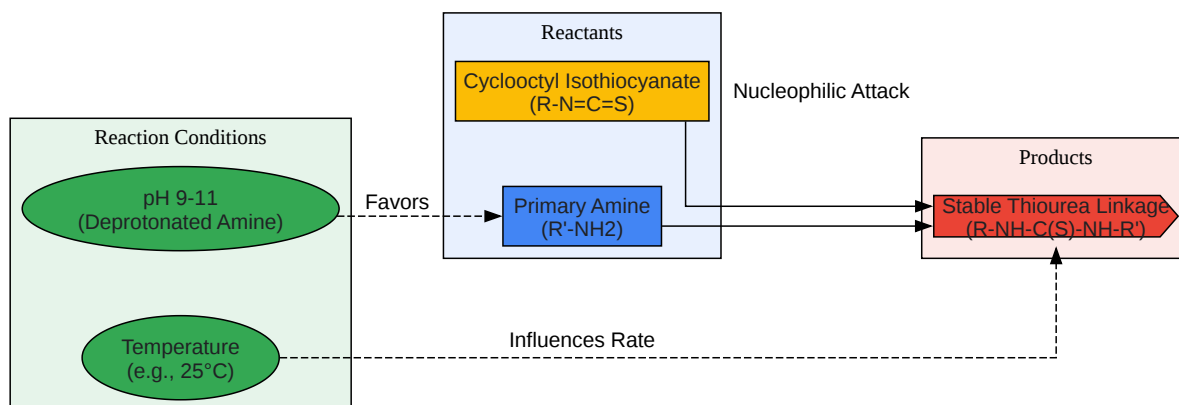 Reactants
Cyclooctyl Isothiocyanate
(R-N=C=S)
Nucleophilic Attack
Reaction Conditions
pH 9-11
(Deprotonated Amine)
Favors
Primary Amine
(R'-NH2)
Products
Stable Thiourea Linkage
(R-NH-C(S)-NH-R')
Temperature
(e.g., 25°C)
Influences Rate